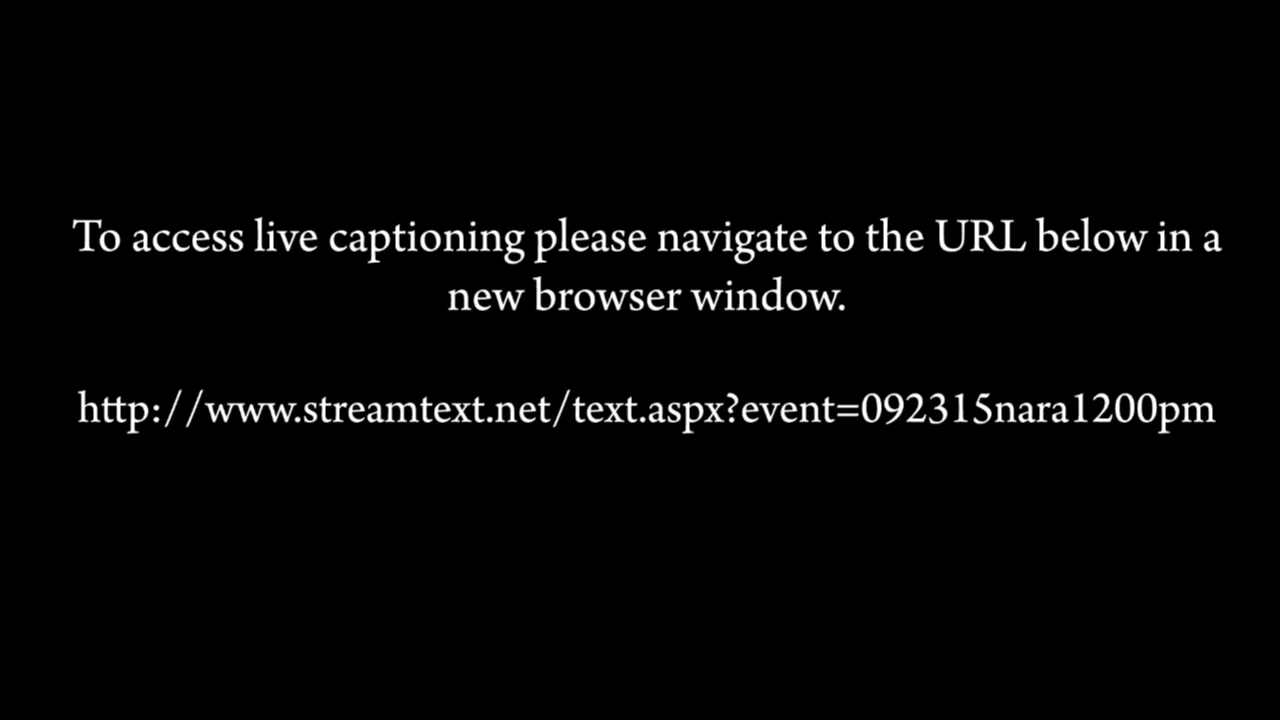 To access live captioning please navigate to the URL below in a
new browser window.
http://www.streamtext.net/text.aspx?event=092315nara1200pm